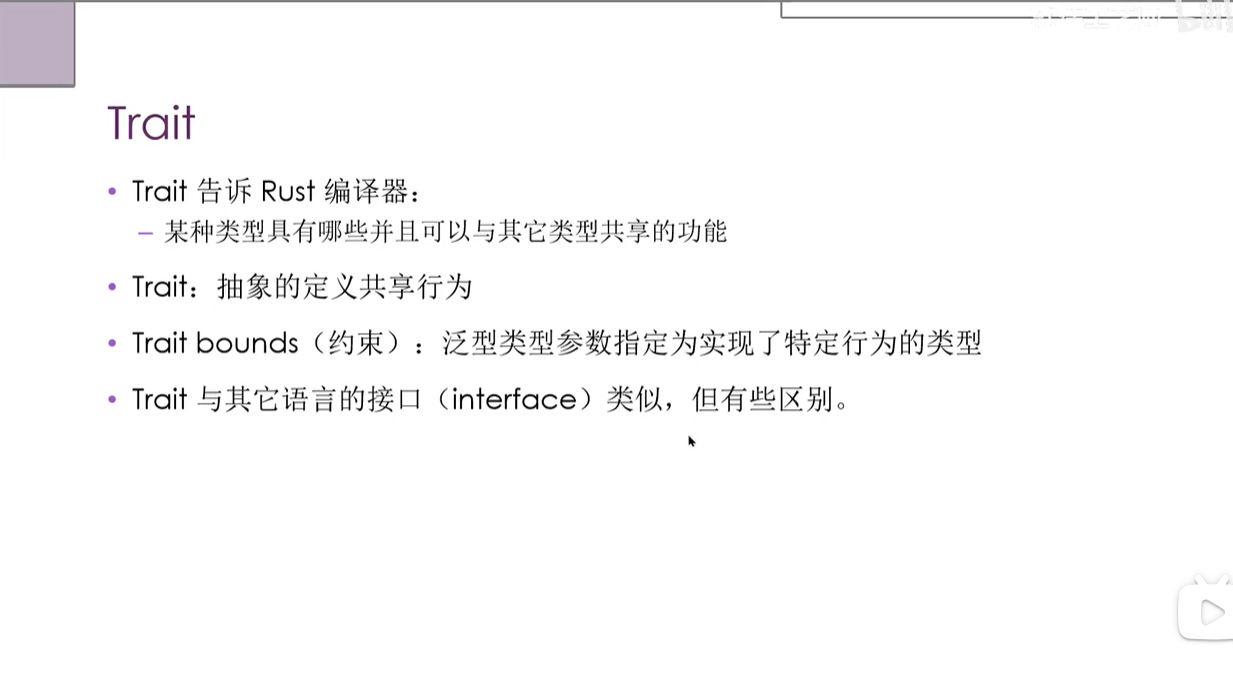 Trait
• Trait 告诉 Rust 编译器：
– 某种类型具有哪些并且可以与其它类型共享的功能
• Trait：抽象的定义共享行为
• Trait bounds（约束）：泛型类型参数指定为实现了特定行为的类型
• Trait 与其它语言的接口（interface）类似，但有些区别。